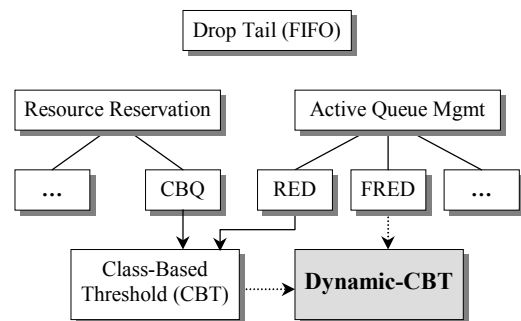 Drop Tail (FIFO)
Resource Reservation
Active Queue Mgmt
...
CBQ
RED
FRED
...
Class-Based
Threshold (CBT)
Dynamic-CBT